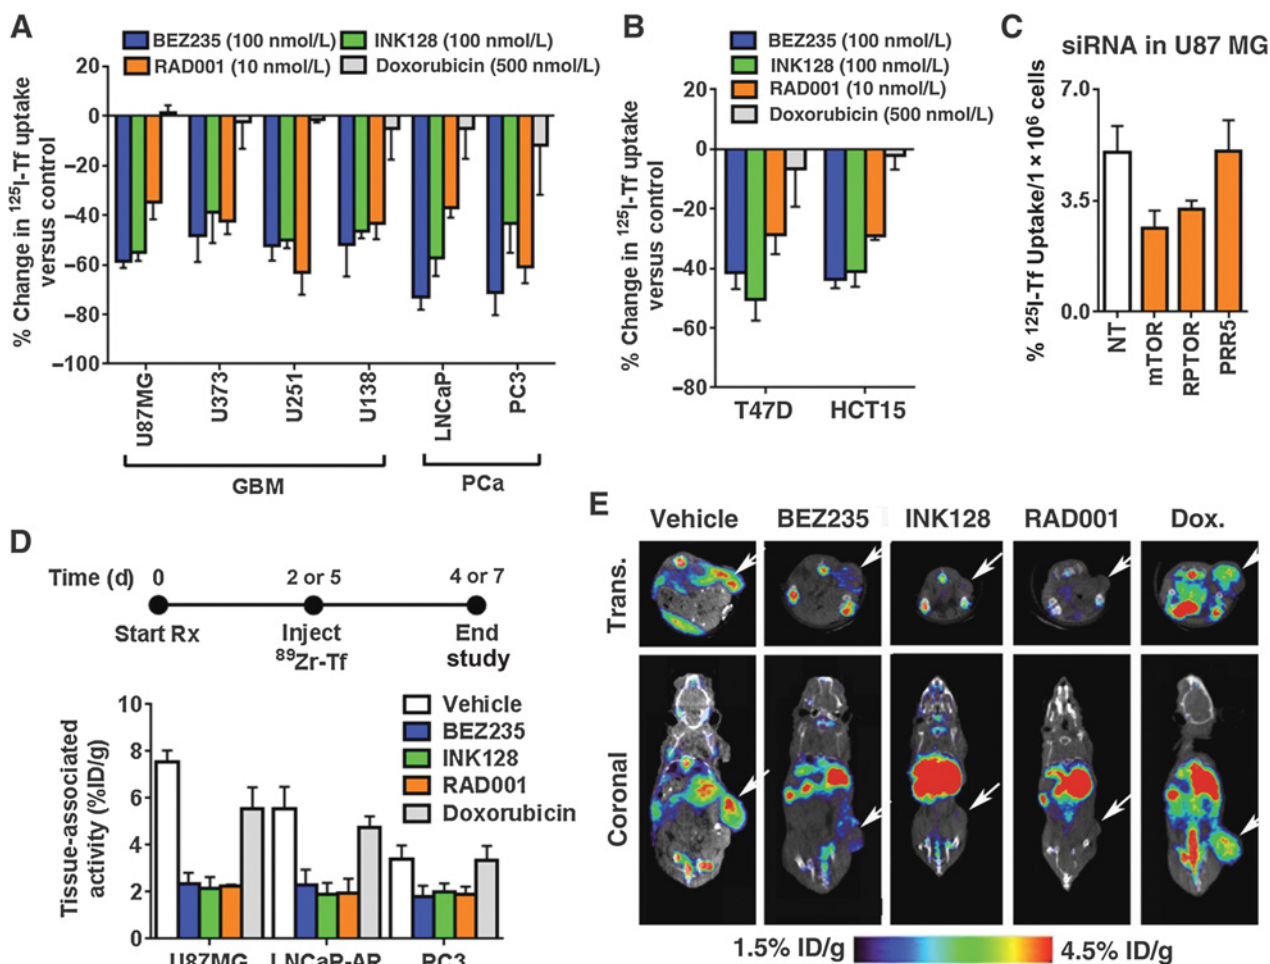 A
BEZ235 (100 nmol/L) INK128 (100 nmol/L)
RAD001 (10 nmol/L) Doxorubicin (500 nmol/L)
% Change in ¹²⁵I-Tf uptake
versus control
20
0
−20
−40
−60
−80
−100
U87MG U373 U251 U138 LNCaP PC3
GBM PCa
B
BEZ235 (100 nmol/L)
INK128 (100 nmol/L)
RAD001 (10 nmol/L)
Doxorubicin (500 nmol/L)
% Change in ¹²⁵I-Tf uptake
versus control
20
0
−20
−40
−60
−80
T47D HCT15
C
siRNA in U87 MG
% ¹²⁵I-Tf Uptake/1 × 10⁶ cells
7.0
3.5
0.0
NT mTOR RPTOR PRR5
D
Time (d) 0 2 or 5 4 or 7
Start Rx Inject End
⁸⁹Zr-Tf study
Tissue-associated
activity (%ID/g)
10
8
6
4
2
0
Vehicle
BEZ235
INK128
RAD001
Doxorubicin
U87MG LNCaP-AR PC3
E
Vehicle BEZ235 INK128 RAD001 Dox.
Trans.
Coronal
1.5% ID/g 4.5% ID/g